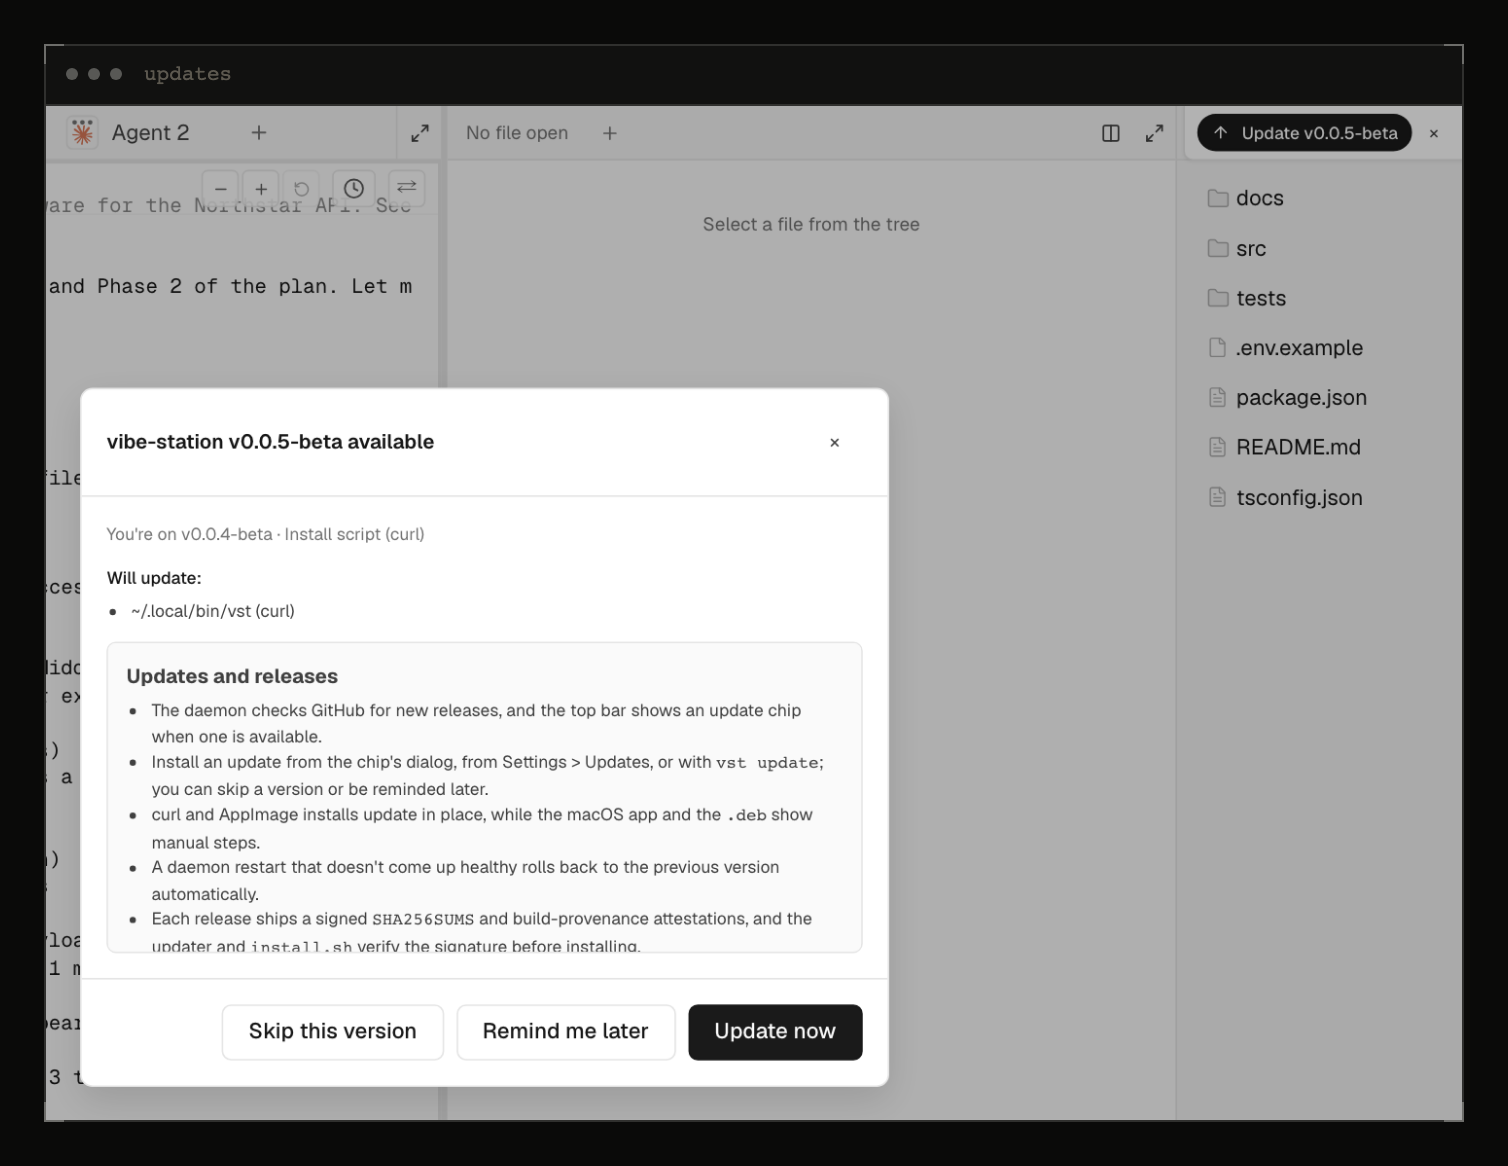 updates
Agent 2
No file open
Update v0.0.5-beta
for the API.
and Phase 2 of the plan. Let m
Select a file from the tree
docs
src
tests
.env.example
package.json
README.md
tsconfig.json
vibe-station v0.0.5-beta available
You're on v0.0.4-beta · Install script (curl)
Will update:
• ~/.local/bin/vst (curl)
Updates and releases
• The daemon checks GitHub for new releases, and the top bar shows an update chip
when one is available.
• Install an update from the chip's dialog, from Settings > Updates, or with vst update;
you can skip a version or be reminded later.
• curl and AppImage installs update in place, while the macOS app and the .deb show
manual steps.
• A daemon restart that doesn't come up healthy rolls back to the previous version
automatically.
• Each release ships a signed SHA256SUMS and build-provenance attestations, and the
updater and install.sh verify the signature before installing.
Skip this version
Remind me later
Update now